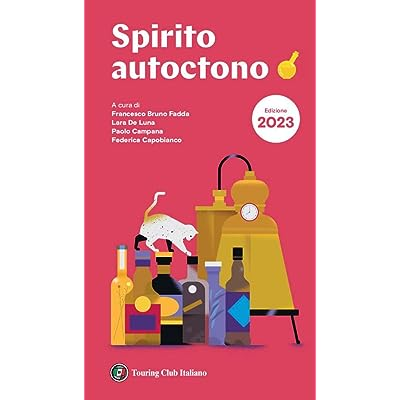 Spirito
autoctono
A cura di
Francesco Bruno Fadda
Lara De Luna
Paolo Campana
Federica Capobianco
Edizione
2023
Touring Club Italiano